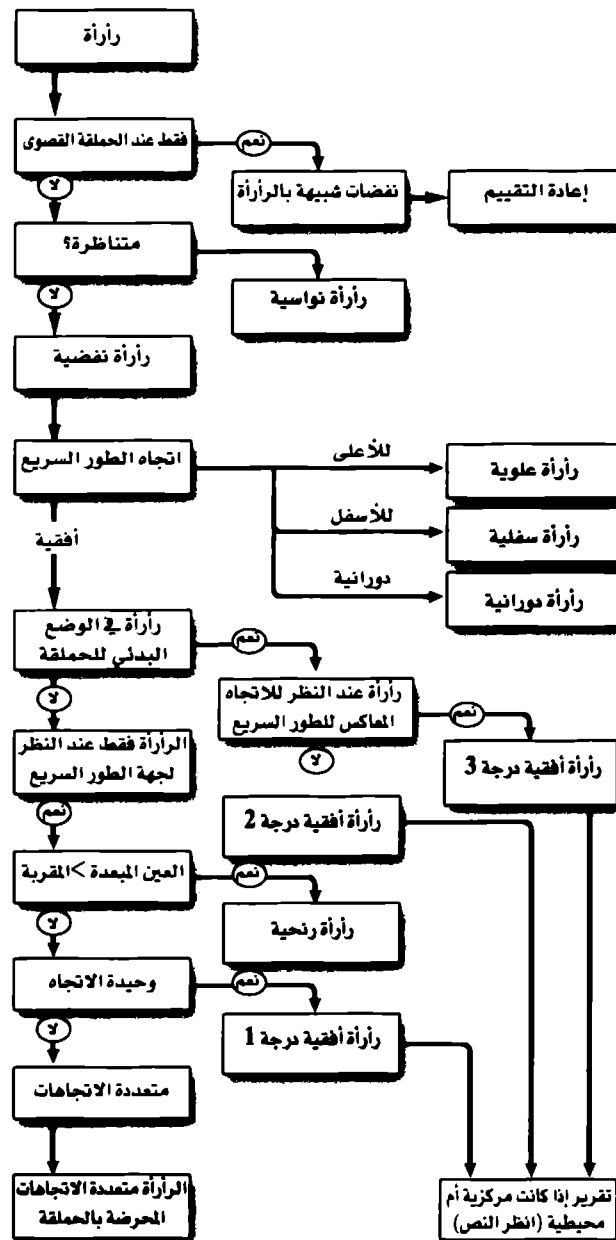 رأرأة
فقط عند الحملقة القصوى
نعم
لا
نفضات شبيهة بالرأرأة
إعادة التقييم
متناظرة؟
لا
رأرأة نواسية
رأرأة نفضية
اتجاه الطور السريع
للأعلى
رأرأة علوية
للأسفل
رأرأة سفلية
دورانية
رأرأة دورانية
أفقية
رأرأة في الوضع
البدئي للحملقة
نعم
لا
رأرأة عند النظر للاتجاه
المعاكس للطور السريع
نعم
لا
رأرأة أفقية درجة 3
الرأرأة فقط عند النظر
لجهة الطور السريع
نعم
رأرأة أفقية درجة 2
العين المبعدة > المقربة
نعم
لا
رأرأة رنحية
وحيدة الاتجاه
نعم
لا
رأرأة أفقية درجة 1
متعددة الاتجاهات
الرأرأة متعددة الاتجاهات
المحرضة بالحملقة
تقرير إذا كانت مركزية أم
محيطية (انظر النص)